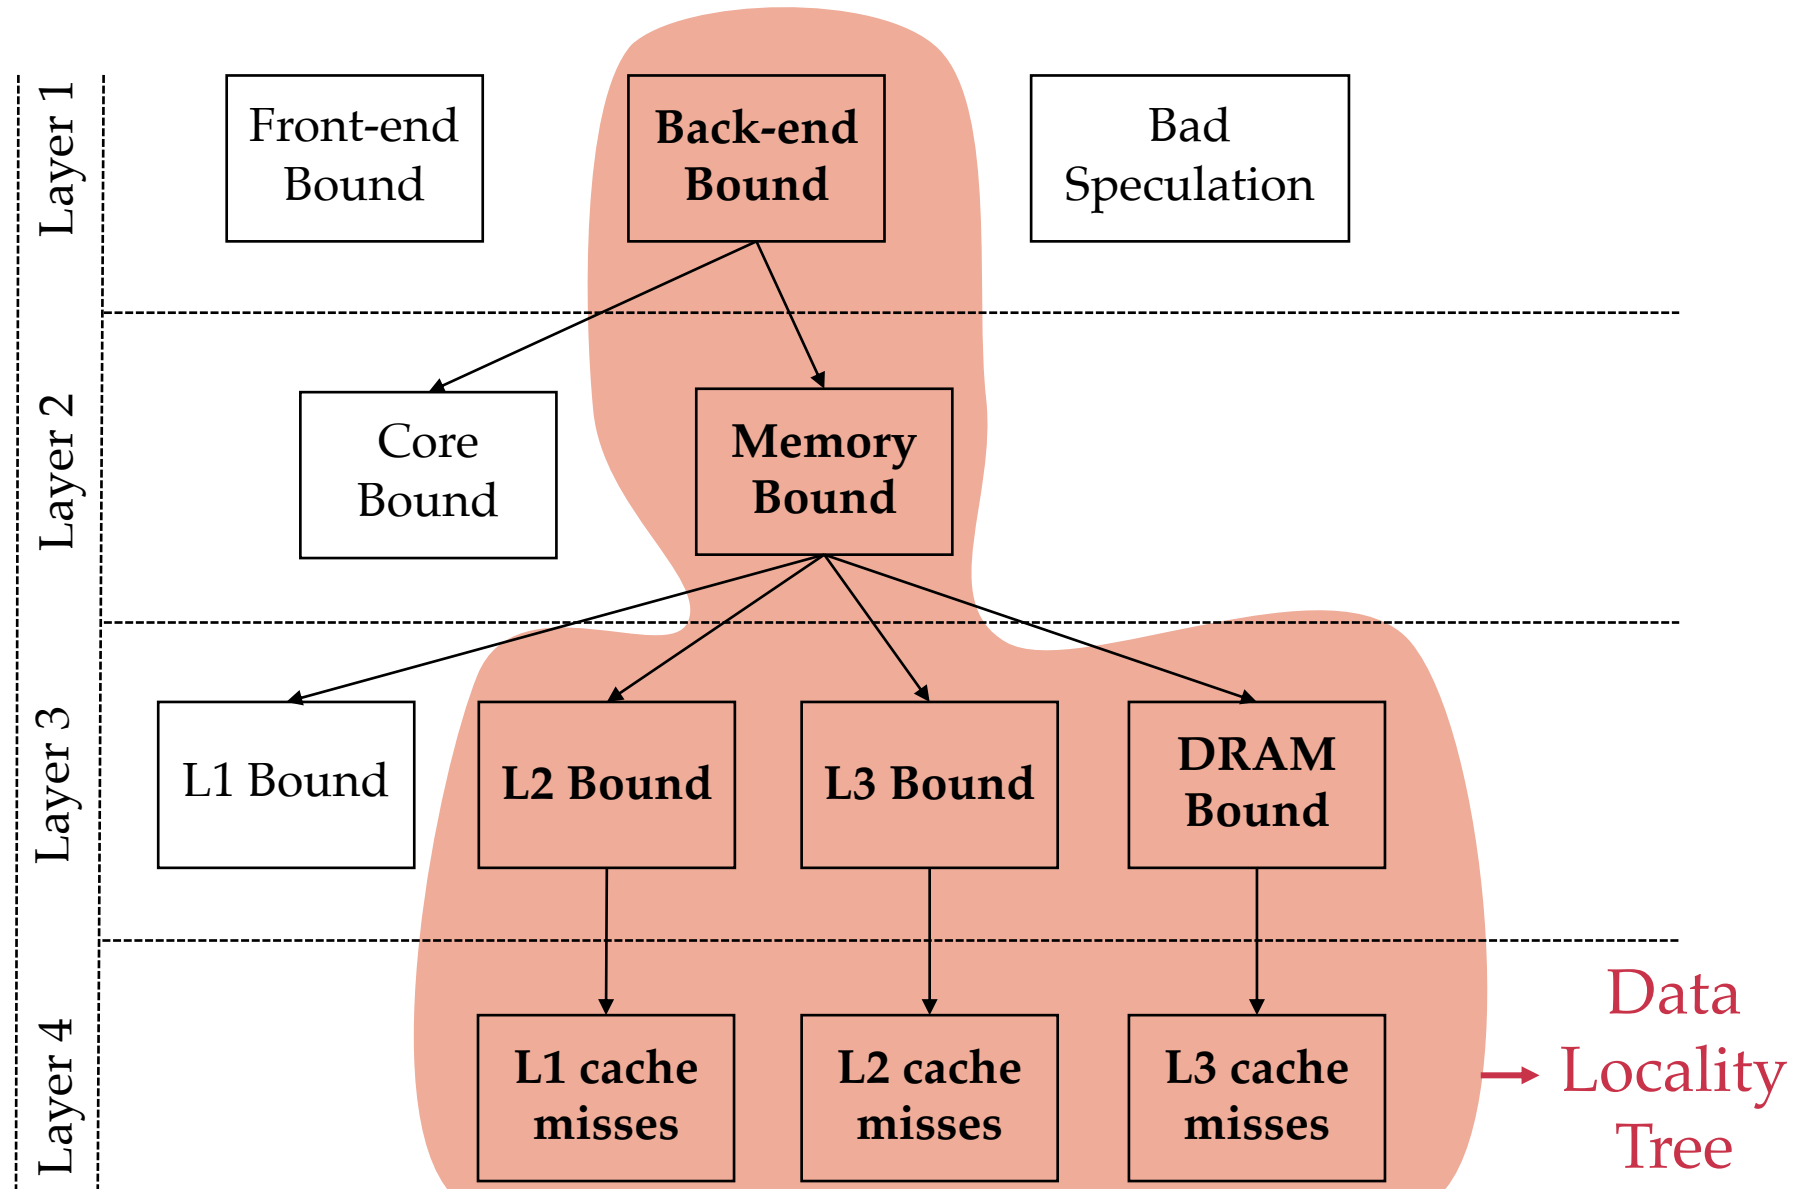 Layer 1
Front-end
Bound
Back-end
Bound
Bad
Speculation
Layer 2
Core
Bound
Memory
Bound
Layer 3
L1 Bound
L2 Bound
L3 Bound
DRAM
Bound
Layer 4
L1 cache
misses
L2 cache
misses
L3 cache
misses
Data
Locality
Tree